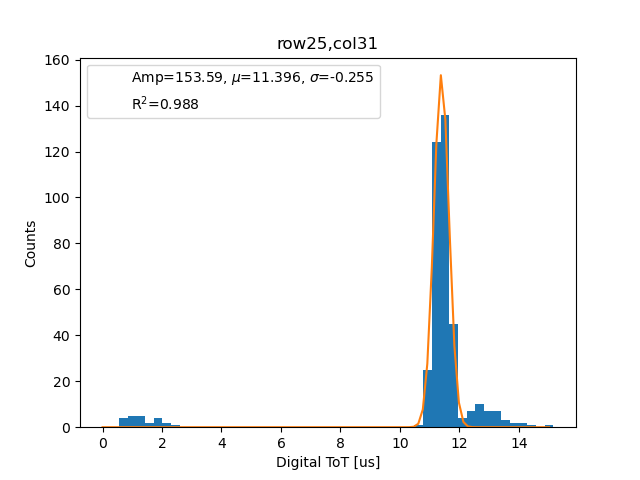 row25,col31
Amp=153.59, μ=11.396, σ=-0.255
R²=0.988
160
140
120
100
80
60
40
20
0
Counts
0 2 4 6 8 10 12 14
Digital ToT [us]